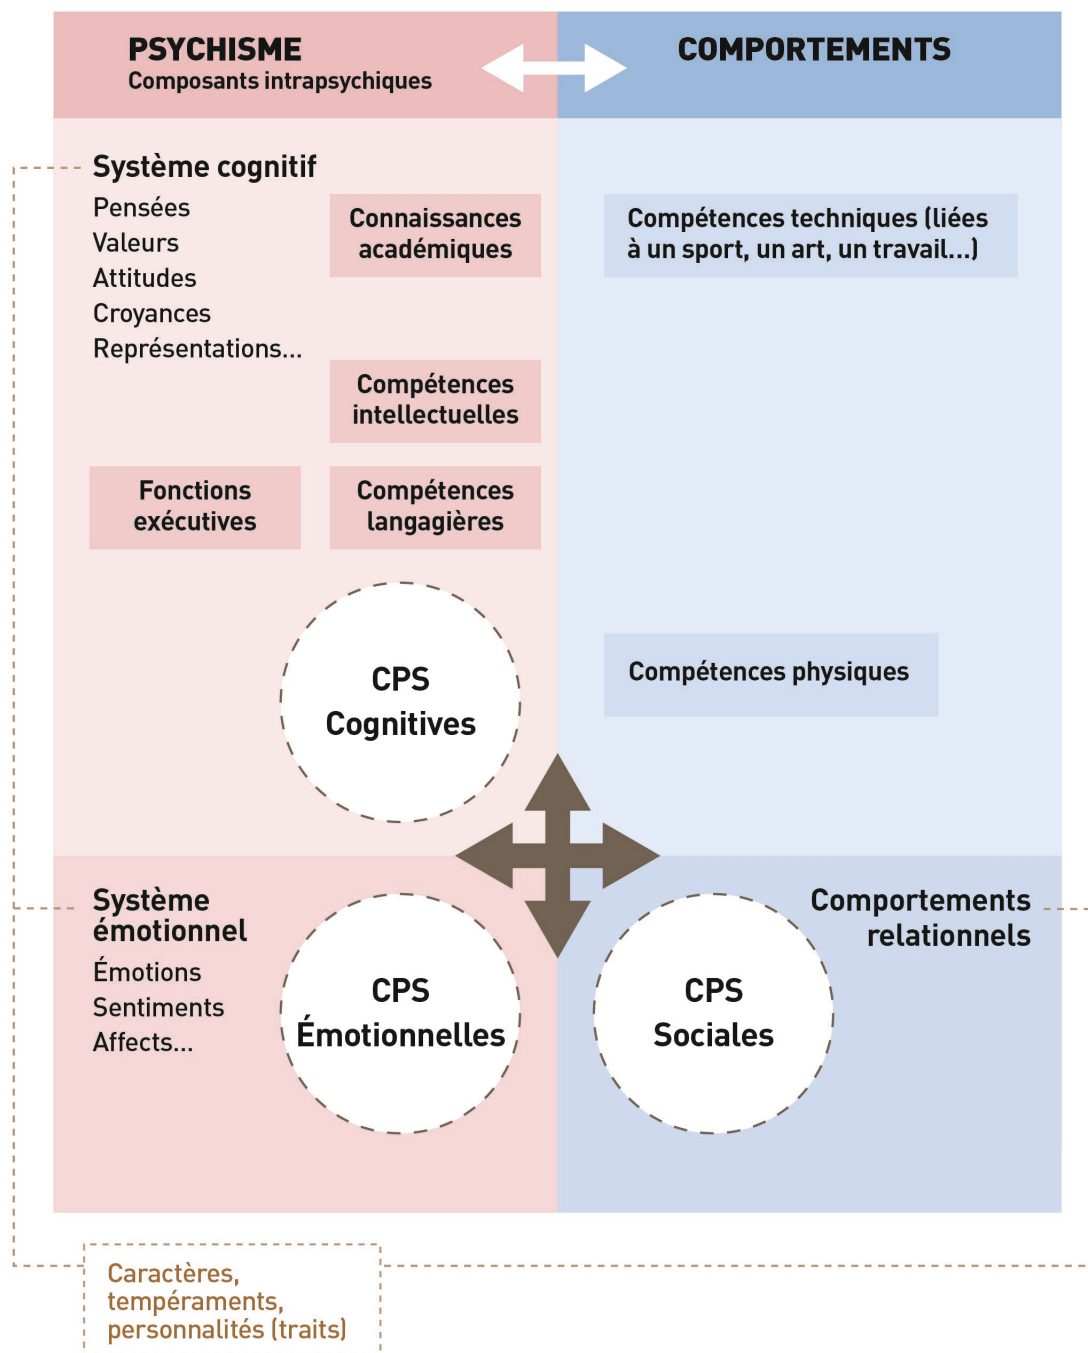 PSYCHISME
Composants intrapsychiques
COMPORTEMENTS
Système cognitif
Pensées
Valeurs
Attitudes
Croyances
Représentations...
Connaissances
académiques
Compétences
intellectuelles
Fonctions
exécutives
Compétences
langagières
CPS
Cognitives
Compétences techniques (liées
à un sport, un art, un travail...)
Compétences physiques
Système
émotionnel
Émotions
Sentiments
Affects...
CPS
Émotionnelles
CPS
Sociales
Comportements
relationnels
Caractères,
tempéraments,
personnalités (traits)